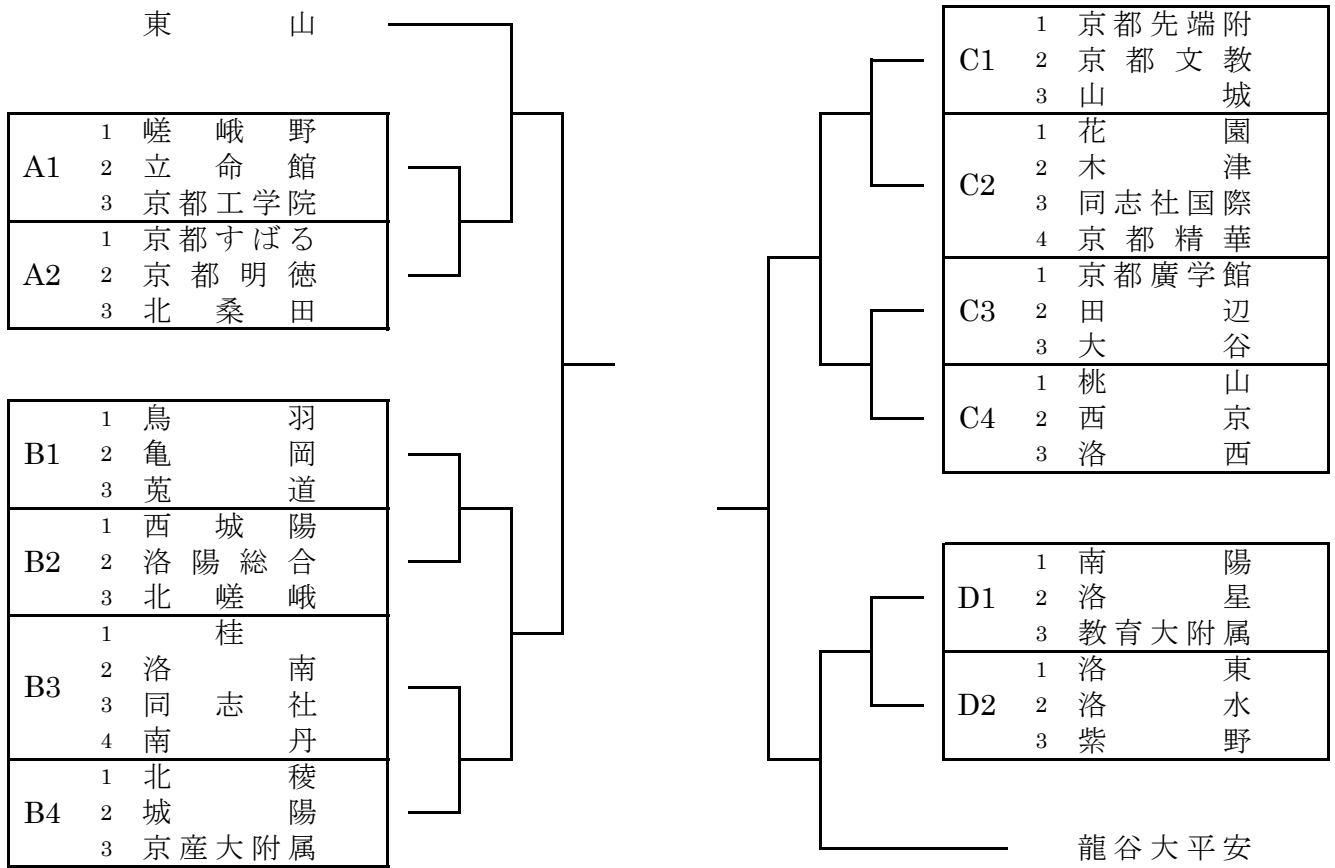 東山
A1
1 嵯峨野
2 立命館
3 京都工学院
A2
1 京都すばる
2 京都明徳
3 北桑田
B1
1 鳥羽
2 亀岡
3 莵道
B2
1 西城陽
2 洛陽総合
3 北嵯峨
B3
1 桂
2 洛南
3 同志社
4 南丹
B4
1 北稜
2 城陽
3 京産大附属
C1
1 京都先端附
2 京都文教
3 山城
C2
1 花園
2 木津
3 同志社国際
4 京都精華
C3
1 京都廣学館
2 田辺
3 大谷
C4
1 桃山
2 西京
3 洛西
D1
1 南陽
2 洛星
3 教育大附属
D2
1 洛東
2 洛水
3 紫野
龍谷大平安